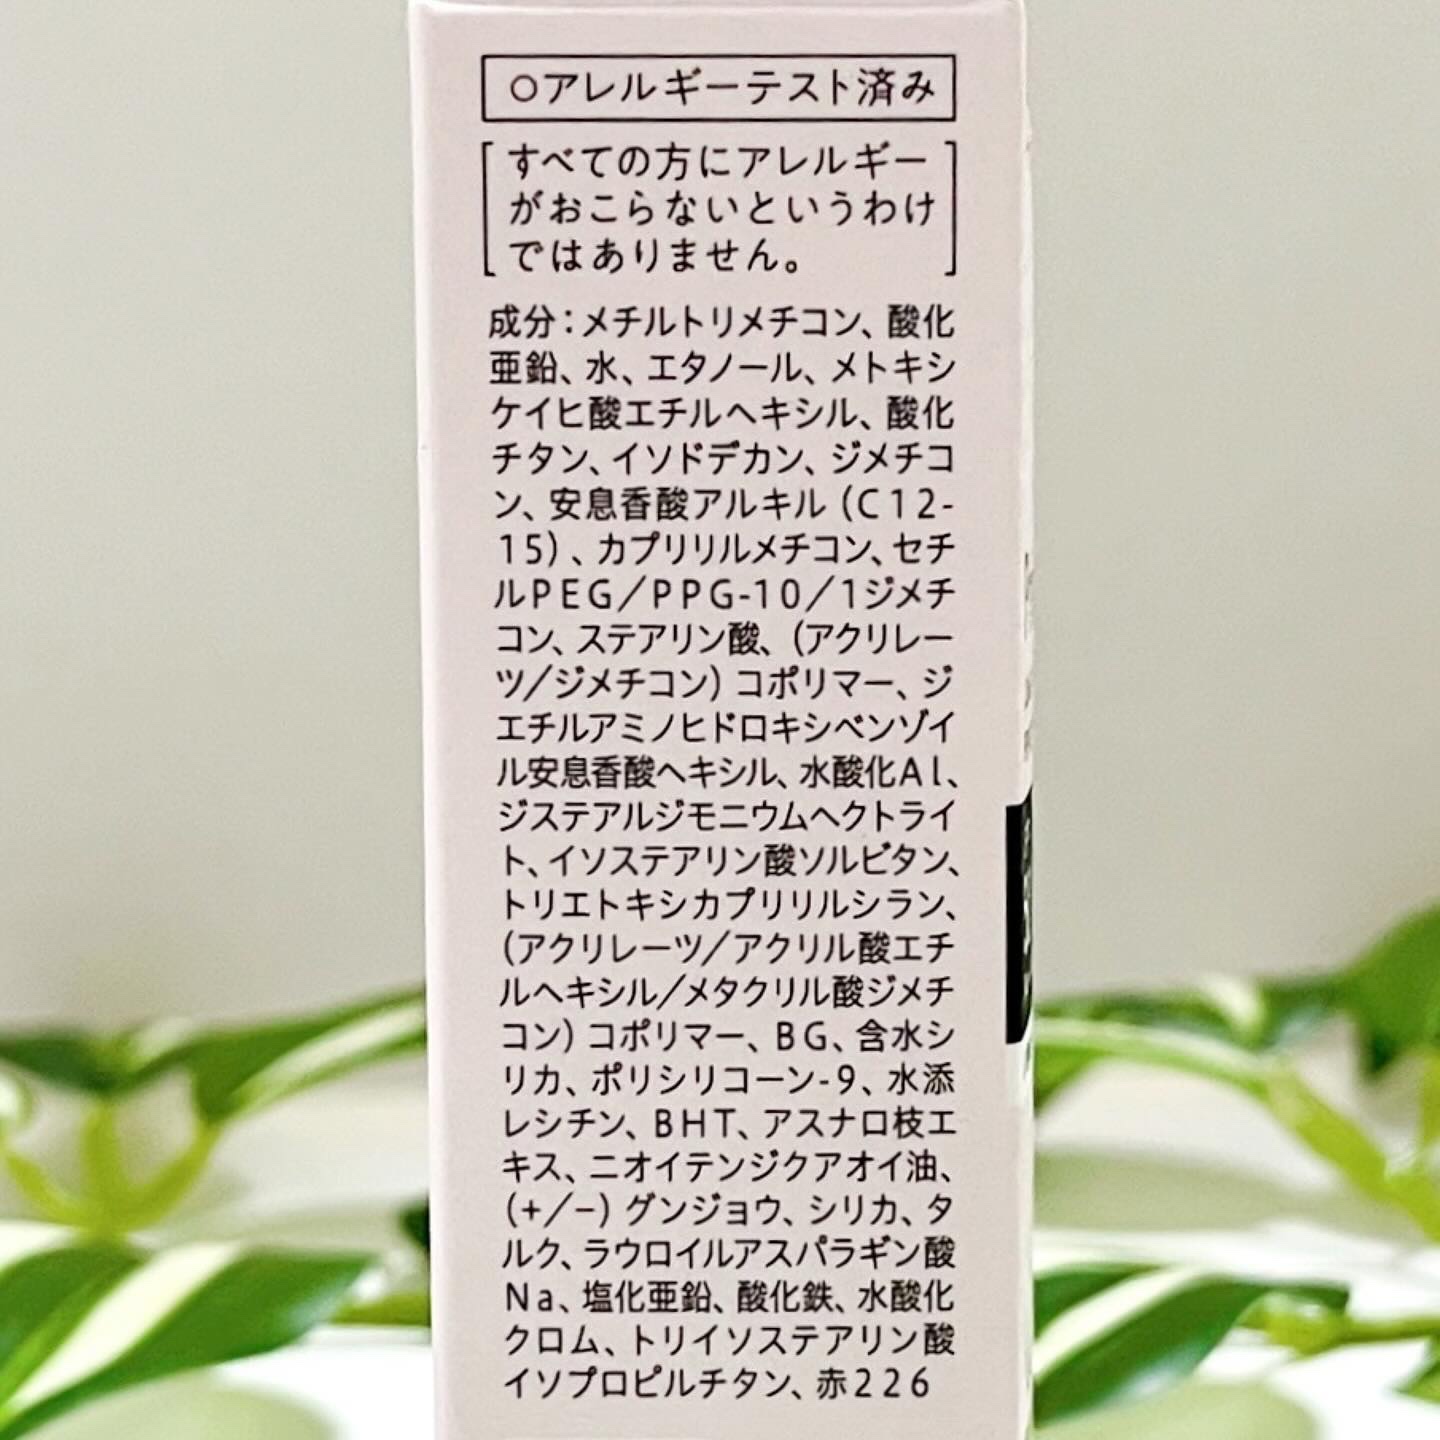 ○アレルギーテスト済み
すべての方にアレルギー
がおこらないというわけ
ではありません。
成分：メチルトリメチコン、酸化
亜鉛、水、エタノール、メトキシ
ケイヒ酸エチルヘキシル、酸化
チタン、イソドデカン、ジメチコ
ン、安息香酸アルキル（C12-
15）、カプリリルメチコン、セチ
ルPEG／PPG-10／1ジメチ
コン、ステアリン酸、（アクリレー
ツ／ジメチコン）コポリマー、ジ
エチルアミノヒドロキシベンゾイ
ル安息香酸ヘキシル、水酸化Al、
ジステアルジモニウムヘクトライ
ト、イソステアリン酸ソルビタン、
トリエトキシカプリリルシラン、
（アクリレーツ／アクリル酸エチ
ルヘキシル／メタクリル酸ジメチ
コン）コポリマー、BG、含水シ
リカ、ポリシリコーン-9、水添
レシチン、BHT、アスナロ枝エ
キス、ニオイテンジクアオイ油、
（+／−）グンジョウ、シリカ、タ
ルク、ラウロイルアスパラギン酸
Na、塩化亜鉛、酸化鉄、水酸化
クロム、トリイソステアリン酸
イソプロピルチタン、赤226